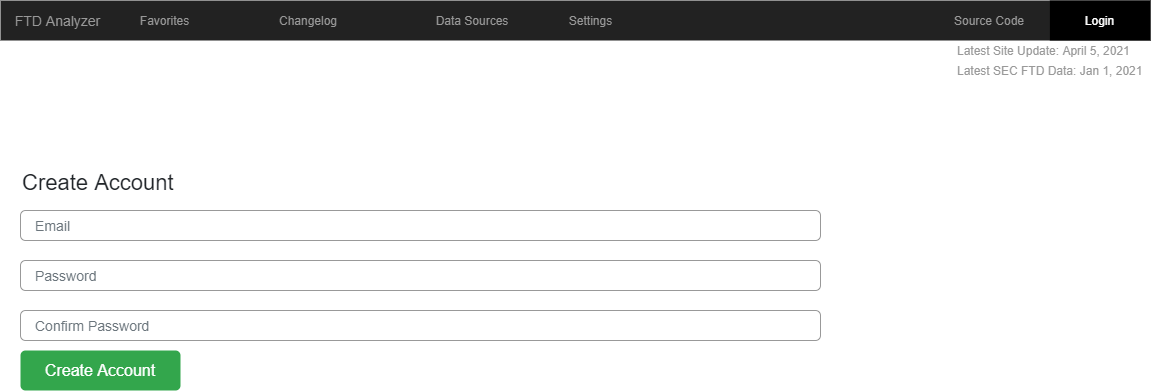 FTD Analyzer Favorites Changelog Data Sources Settings Source Code Login
Latest Site Update: April 5, 2021
Latest SEC FTD Data: Jan 1, 2021
Create Account
Email
Password
Confirm Password
Create Account